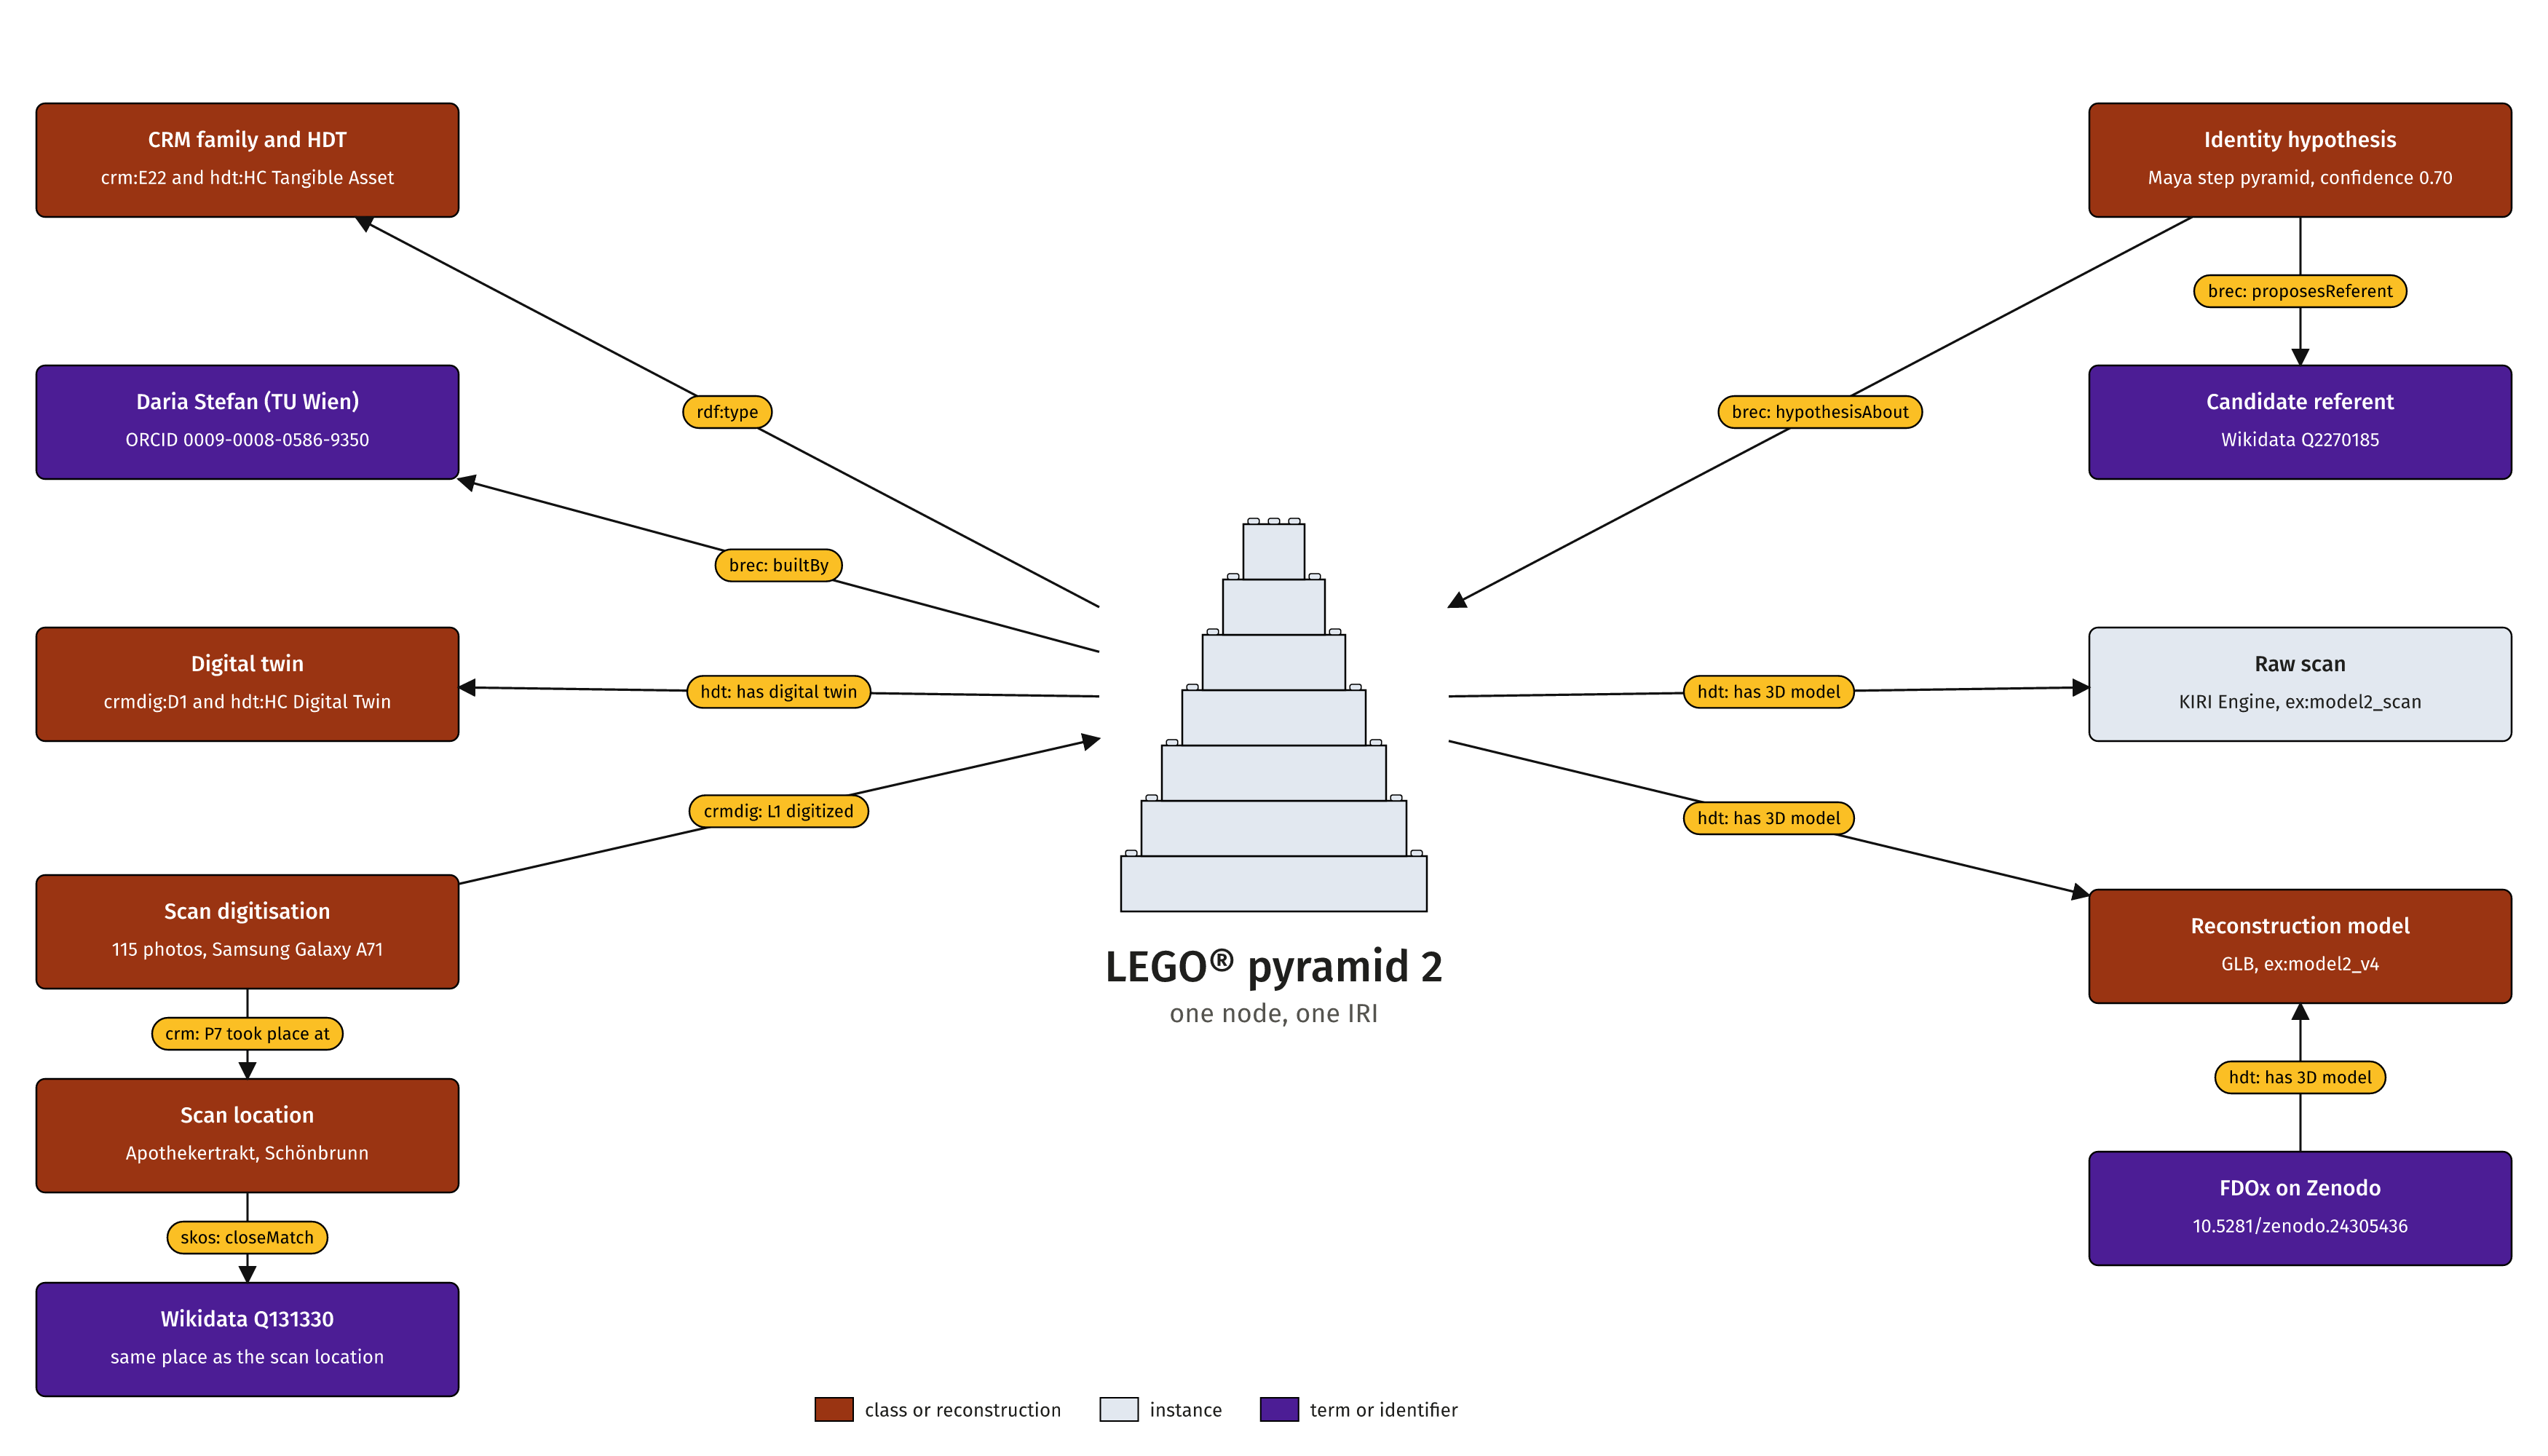 CRM family and HDT
crm:E22 and hdt:HC Tangible Asset
Identity hypothesis
Maya step pyramid, confidence 0.70
brec: proposesReferent
Daria Stefan (TU Wien)
ORCID 0009-0008-0586-9350
rdf:type
brec: hypothesisAbout
Candidate referent
Wikidata Q2270185
brec: builtBy
Digital twin
crmdig:D1 and hdt:HC Digital Twin
hdt: has digital twin
hdt: has 3D model
Raw scan
KIRI Engine, ex:model2_scan
crmdig: L1 digitized
hdt: has 3D model
Scan digitisation
115 photos, Samsung Galaxy A71
LEGO® pyramid 2
one node, one IRI
Reconstruction model
GLB, ex:model2_v4
crm: P7 took place at
hdt: has 3D model
Scan location
Apothekertrakt, Schönbrunn
FDOx on Zenodo
10.5281/zenodo.24305436
skos: closeMatch
Wikidata Q131330
same place as the scan location
class or reconstruction
instance
term or identifier